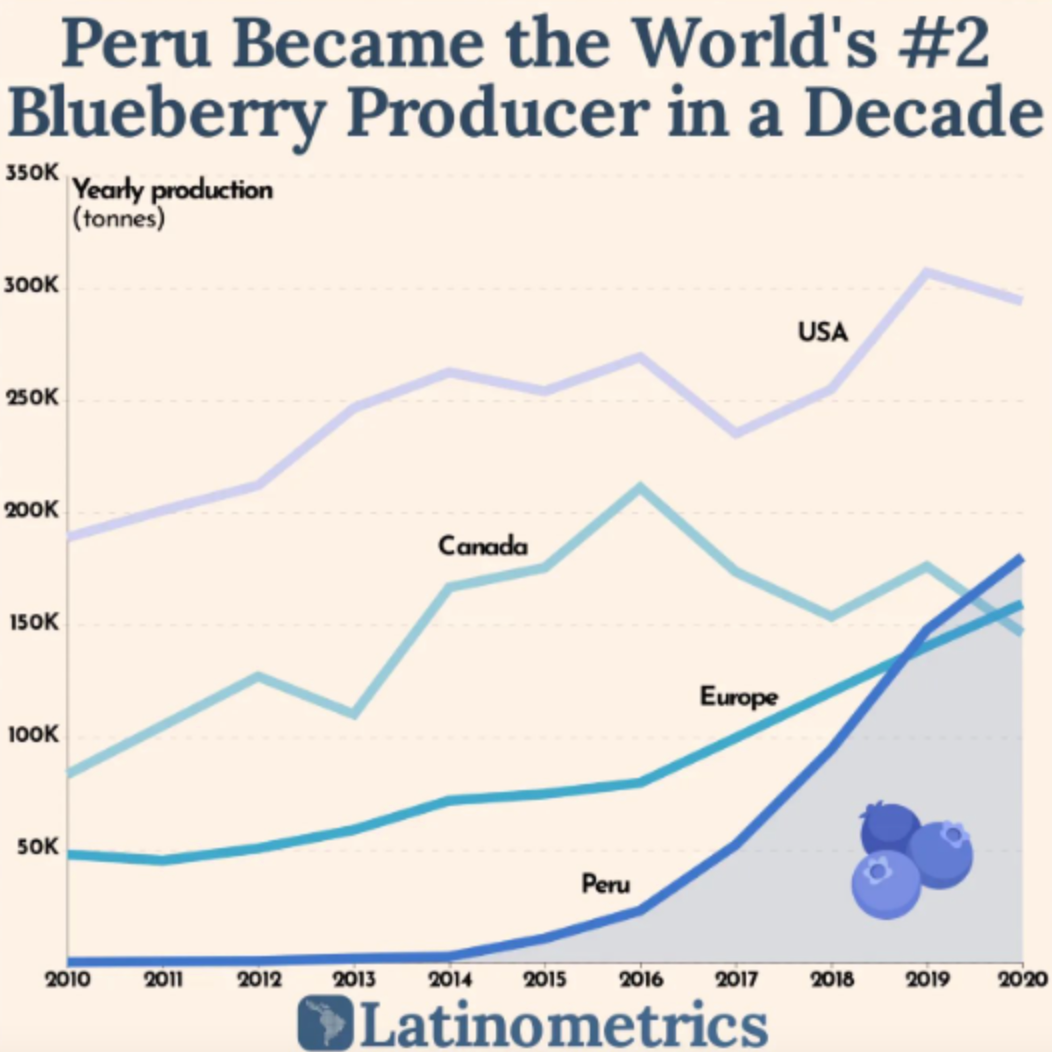 Peru Became the World's #2
Blueberry Producer in a Decade
350K
Yearly production
(tonnes)
300K
USA
250K
200K
Canada
150K
Europe
100K
50K
Peru
2010 2011 2012 2013 2014 2015 2016 2017 2018 2019 2020
Latinometrics